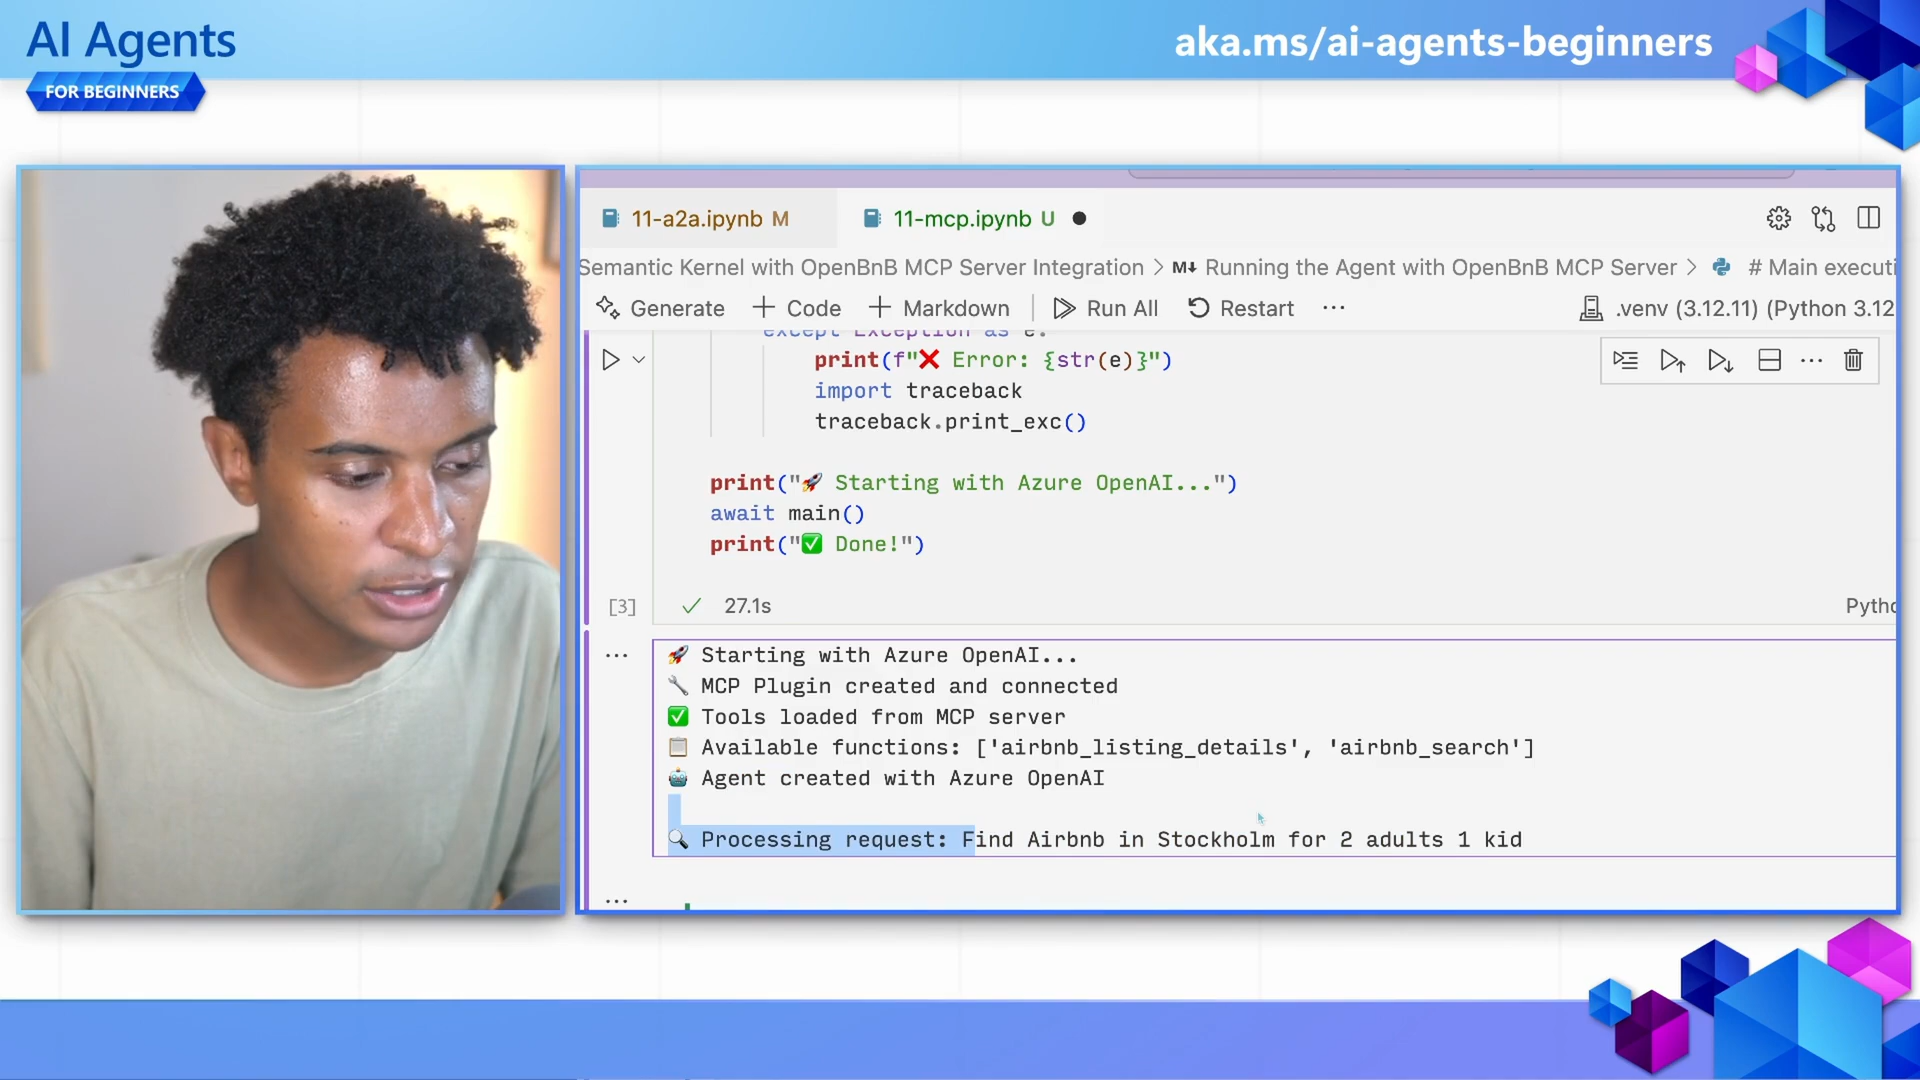 AI Agents
FOR BEGINNERS
aka.ms/ai-agents-beginners
11-a2a.ipynb M
11-mcp.ipynb U ●
Semantic Kernel with OpenBnB MCP Server Integration > M↓ Running the Agent with OpenBnB MCP Server > # Main executi
Generate + Code + Markdown Run All Restart ...
.venv (3.12.11) (Python 3.12
except Exception as e:
print(f"❌ Error: {str(e)}")
import traceback
traceback.print_exc()
print("🚀 Starting with Azure OpenAI...")
await main()
print("✅ Done!")
[3] ✓ 27.1s
Pytho
🚀 Starting with Azure OpenAI...
🔧 MCP Plugin created and connected
✅ Tools loaded from MCP server
📋 Available functions: ['airbnb_listing_details', 'airbnb_search']
🤖 Agent created with Azure OpenAI
🔍 Processing request: Find Airbnb in Stockholm for 2 adults 1 kid